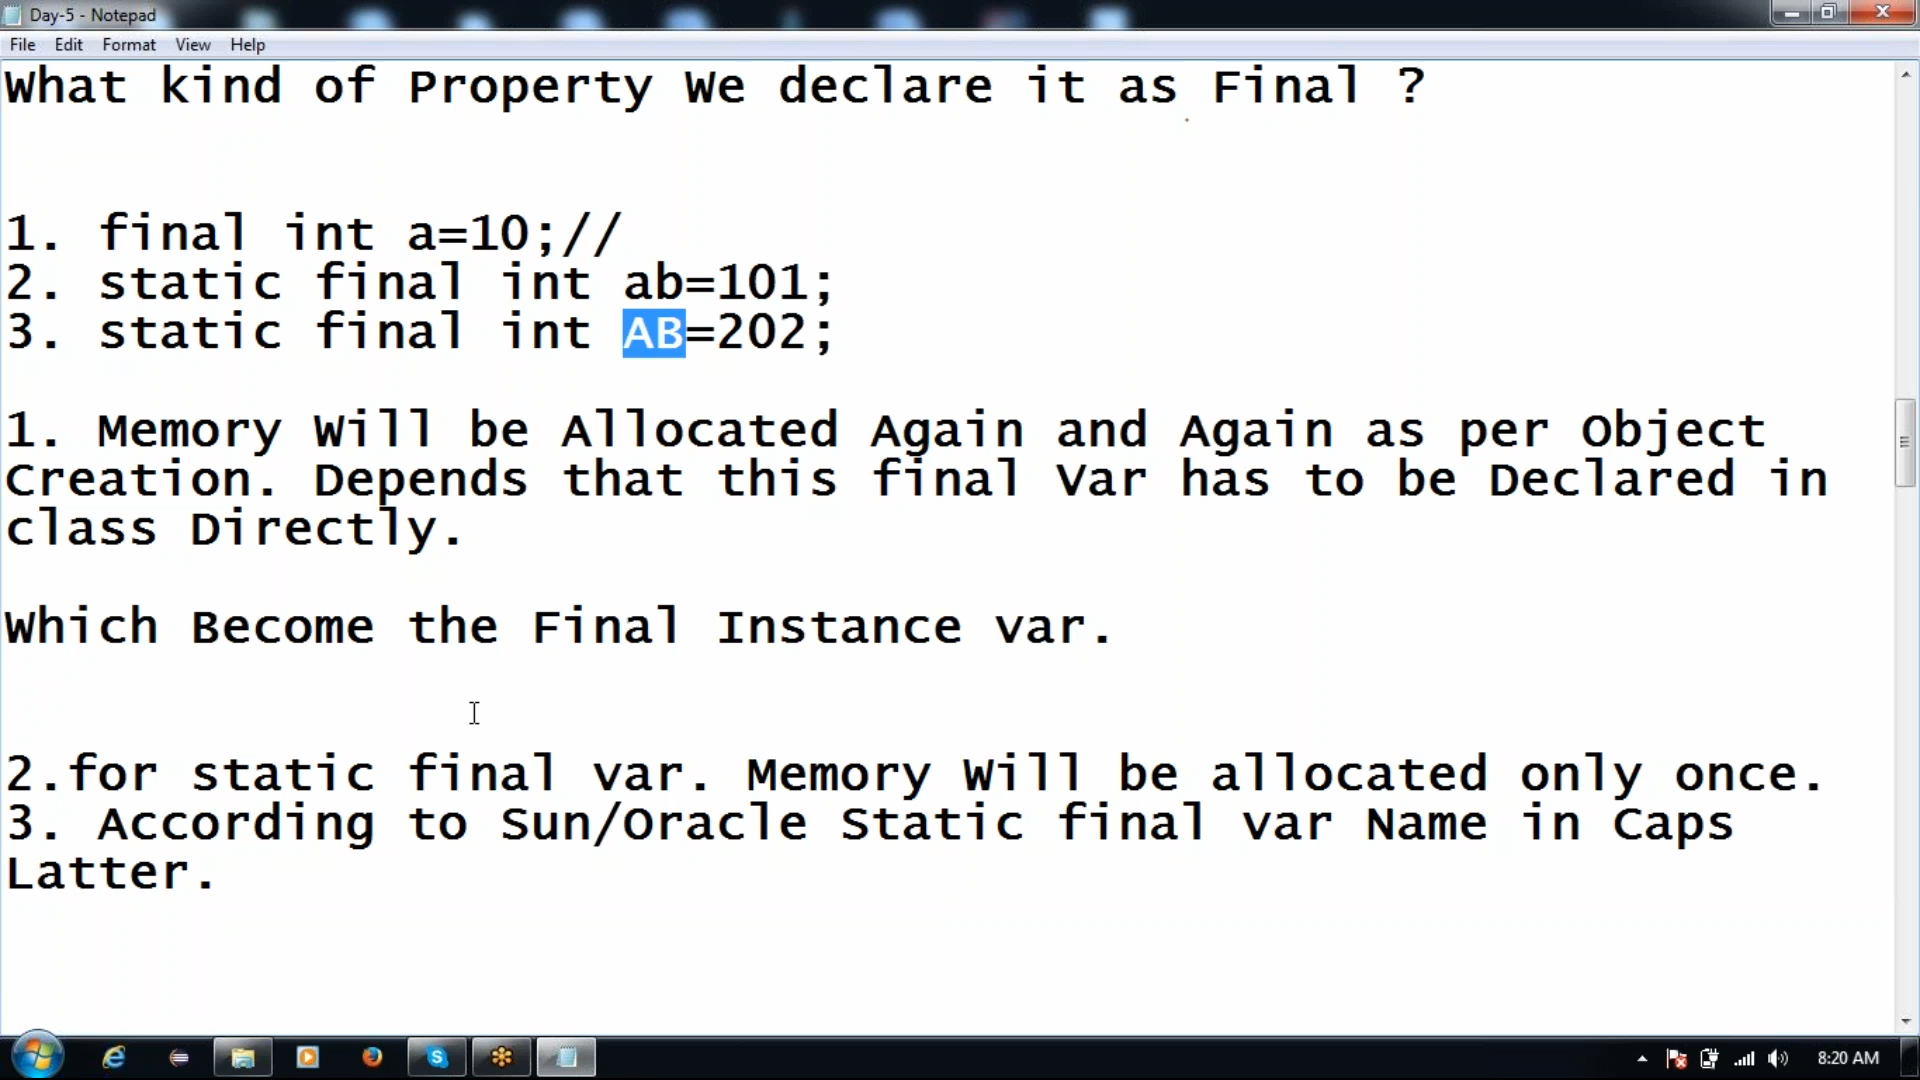 Day-5 - Notepad
File Edit Format View Help
What kind of Property We declare it as Final ?
1. final int a=10;//
2. static final int ab=101;
3. static final int AB=202;
1. Memory Will be Allocated Again and Again as per Object
Creation. Depends that this final Var has to be Declared in
class Directly.
Which Become the Final Instance var.
2.for static final var. Memory Will be allocated only once.
3. According to Sun/Oracle Static final var Name in Caps
Latter.
8:20 AM